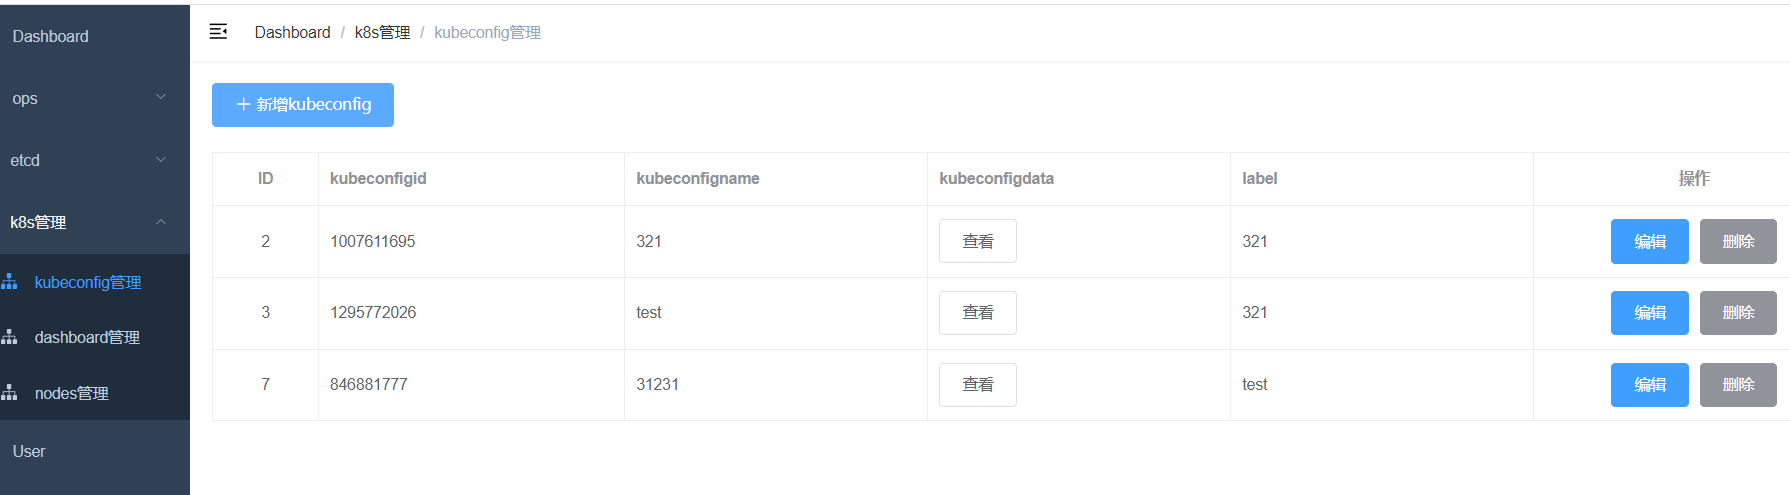 Dashboard
ops
etcd
k8s管理
kubeconfig管理
dashboard管理
nodes管理
User
Dashboard / k8s管理 / kubeconfig管理
+ 新增kubeconfig
ID kubeconfigid kubeconfigname kubeconfigdata label 操作
2 1007611695 321 查看 321 编辑 删除
3 1295772026 test 查看 321 编辑 删除
7 846881777 31231 查看 test 编辑 删除